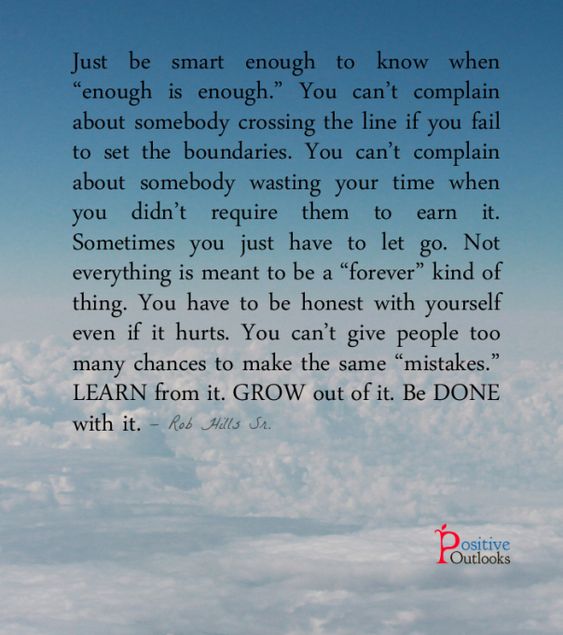 Just be smart enough to know when
“enough is enough.” You can’t complain
about somebody crossing the line if you fail
to set the boundaries. You can’t complain
about somebody wasting your time when
you didn’t require them to earn it.
Sometimes you just have to let go. Not
everything is meant to be a “forever” kind of
thing. You have to be honest with yourself
even if it hurts. You can’t give people too
many chances to make the same “mistakes.”
LEARN from it. GROW out of it. Be DONE
with it. – Rob Hills Sr.
Positive
Outlooks